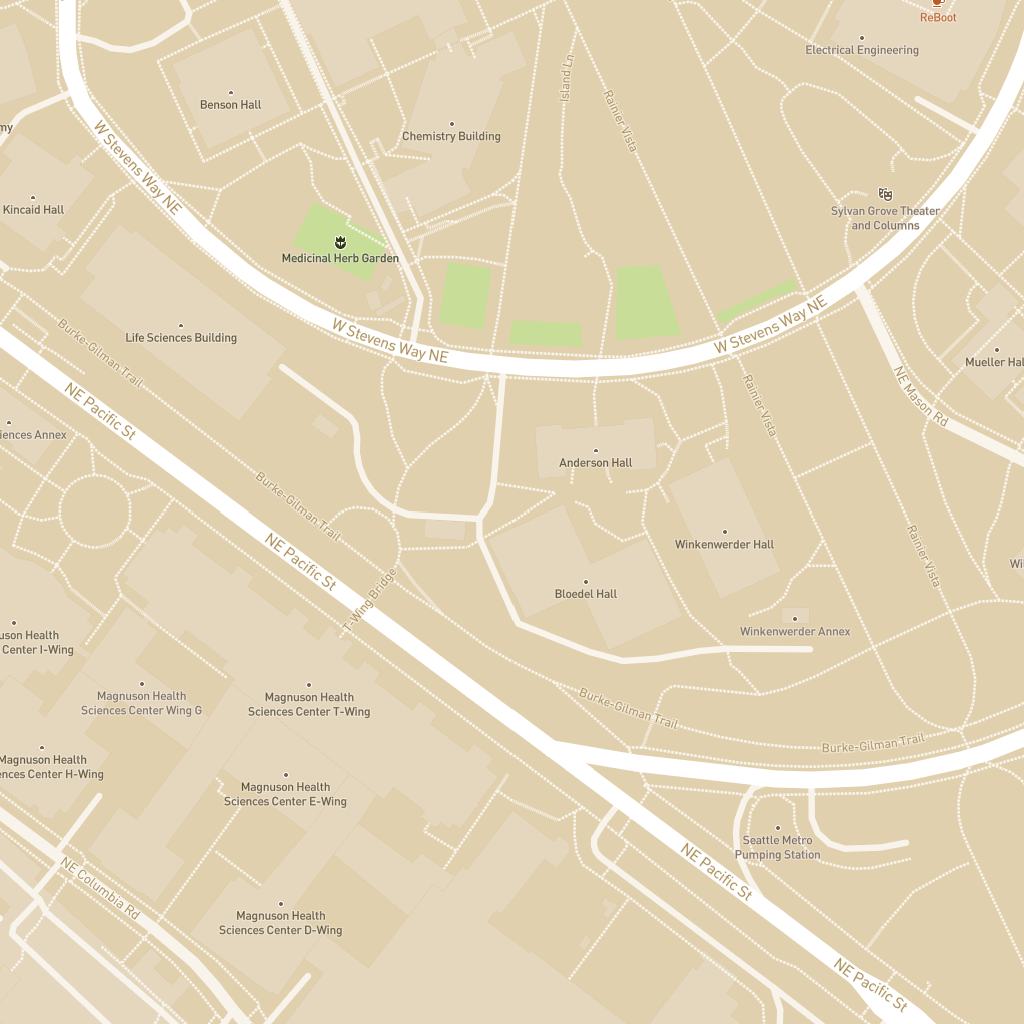 ReBoot
Electrical Engineering
Island Ln
Rainier Vista
Benson Hall
W Stevens Way NE
my
Chemistry Building
Kincaid Hall
Sylvan Grove Theater
and Columns
Medicinal Herb Garden
Life Sciences Building
W Stevens Way NE
W Stevens Way NE
Burke-Gilman Trail
NE Pacific St
Mueller Hal
NE Mason Rd
Rainier Vista
iences Annex
Anderson Hall
Burke-Gilman Trail
NE Pacific St
Winkenwerder Hall
Rainier Vista
Wi
Bloedel Hall
T-Wing Bridge
Winkenwerder Annex
uson Health
Center I-Wing
Magnuson Health
Sciences Center Wing G
Magnuson Health
Sciences Center T-Wing
Burke-Gilman Trail
Burke-Gilman Trail
Magnuson Health
ences Center H-Wing
Magnuson Health
Sciences Center E-Wing
Seattle Metro
Pumping Station
NE Pacific St
NE Columbia Rd
Magnuson Health
Sciences Center D-Wing
NE Pacific St